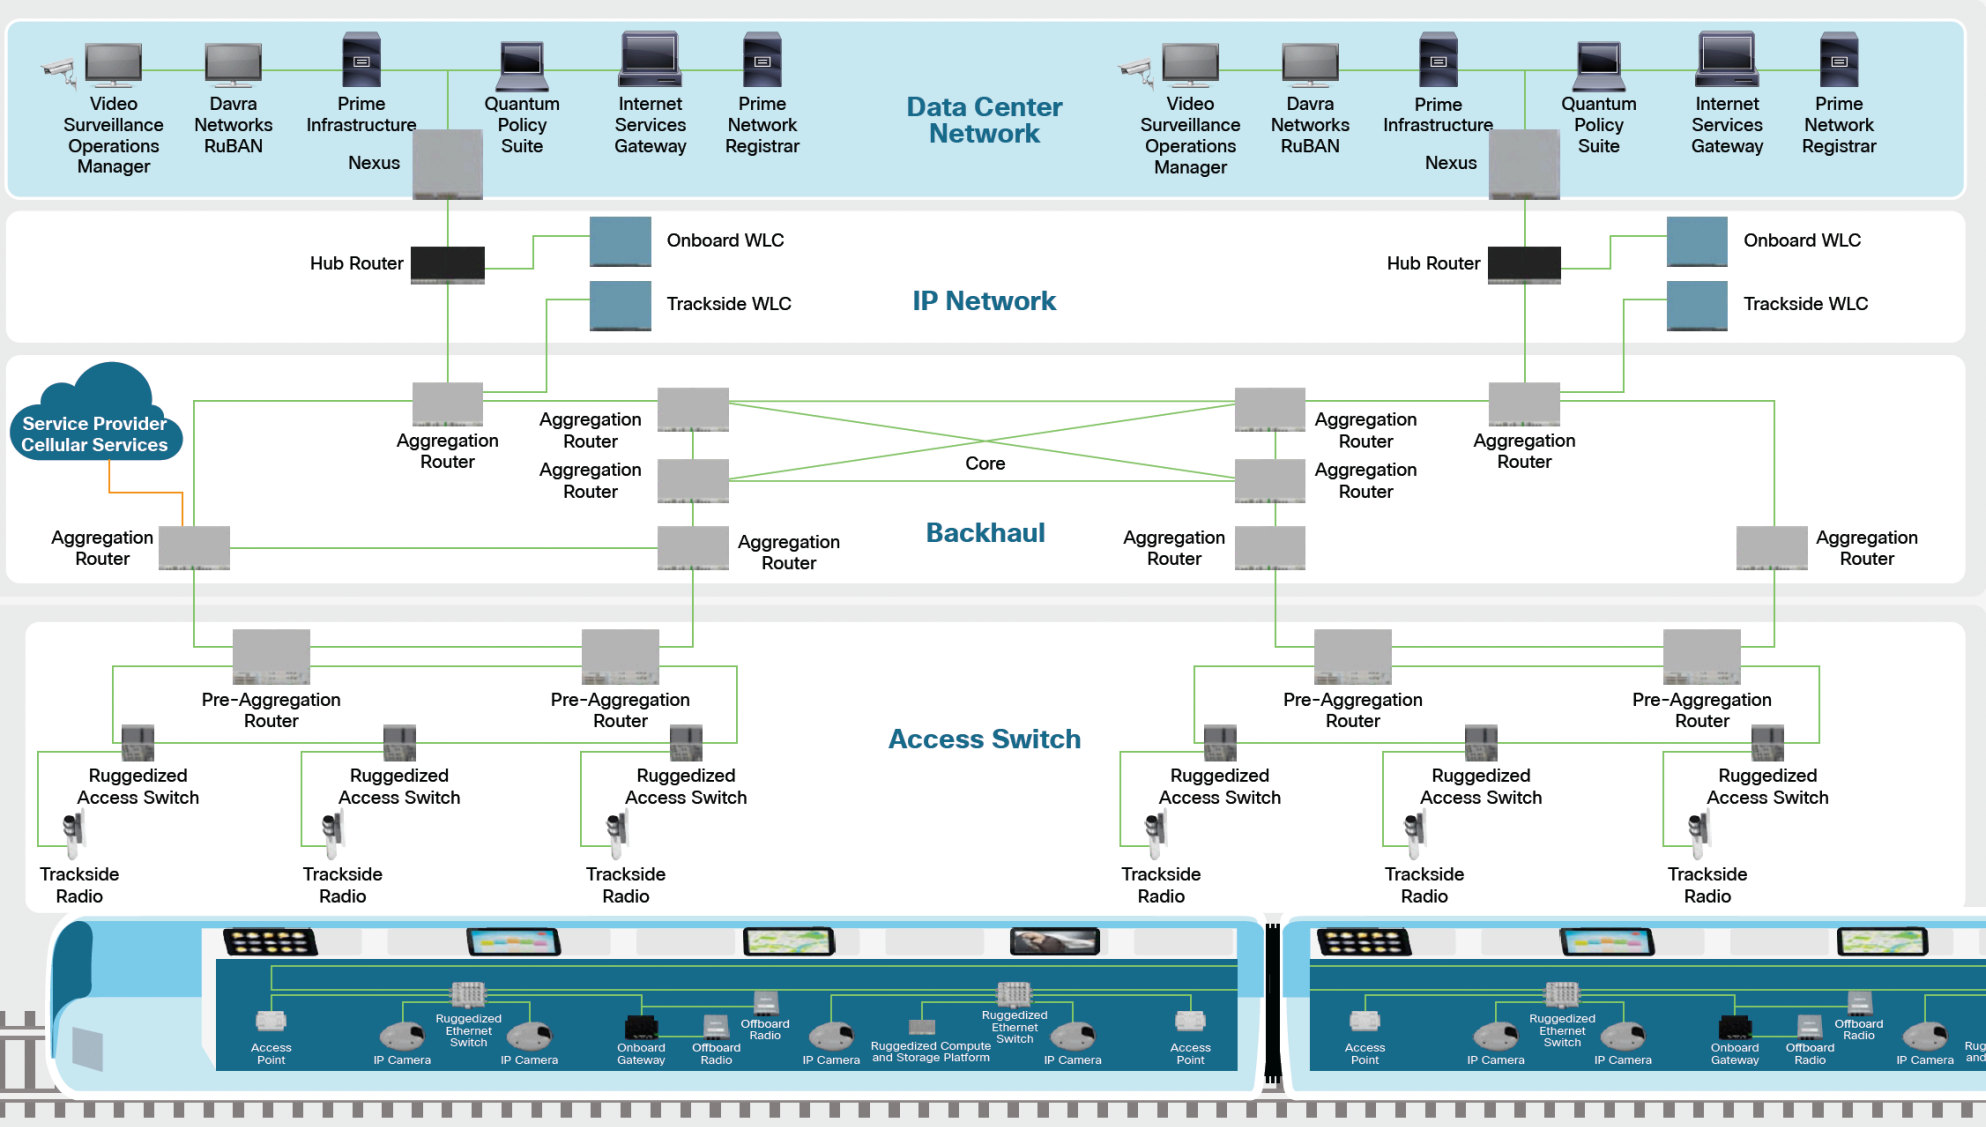 Video
Surveillance
Operations
Manager
Davra
Networks
RuBAN
Prime
Infrastructure
Nexus
Quantum
Policy
Suite
Internet
Services
Gateway
Prime
Network
Registrar
Data Center
Network
Video
Surveillance
Operations
Manager
Davra
Networks
RuBAN
Prime
Infrastructure
Nexus
Quantum
Policy
Suite
Internet
Services
Gateway
Prime
Network
Registrar
Hub Router
Onboard WLC
Trackside WLC
IP Network
Hub Router
Onboard WLC
Trackside WLC
Service Provider
Cellular Services
Aggregation
Router
Aggregation
Router
Aggregation
Router
Core
Aggregation
Router
Aggregation
Router
Aggregation
Router
Aggregation
Router
Aggregation
Router
Backhaul
Aggregation
Router
Aggregation
Router
Pre-Aggregation
Router
Pre-Aggregation
Router
Pre-Aggregation
Router
Pre-Aggregation
Router
Access Switch
Ruggedized
Access Switch
Ruggedized
Access Switch
Ruggedized
Access Switch
Ruggedized
Access Switch
Ruggedized
Access Switch
Ruggedized
Access Switch
Trackside
Radio
Trackside
Radio
Trackside
Radio
Trackside
Radio
Trackside
Radio
Trackside
Radio
Access
Point
IP Camera
Ruggedized
Ethernet
Switch
IP Camera
Onboard
Gateway
Offboard
Radio
Offboard
Radio
IP Camera
Ruggedized Compute
and Storage Platform
Ruggedized
Ethernet
Switch
IP Camera
Access
Point
Access
Point
IP Camera
Ruggedized
Ethernet
Switch
IP Camera
Onboard
Gateway
Offboard
Radio
Offboard
Radio
IP Camera
Rug
and